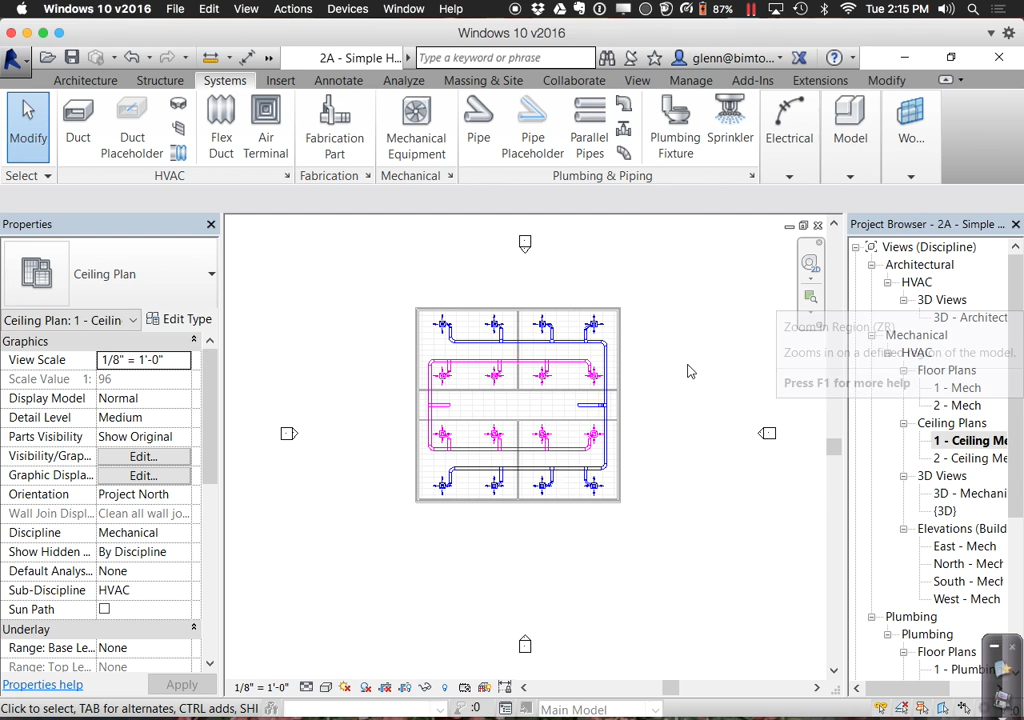 Windows 10 v2016 File Edit View Actions Devices Window Help 87% Tue 2:15 PM
Windows 10 v2016
2A - Simple H... Type a keyword or phrase glenn@bimto...
Architecture Structure Systems Insert Annotate Analyze Massing & Site Collaborate View Manage Add-Ins Extensions Modify
Modify Duct Duct Placeholder Flex Duct Air Terminal Fabrication Part Mechanical Equipment Pipe Pipe Placeholder Parallel Pipes Plumbing Fixture Sprinkler Electrical Model Wo...
Select HVAC Fabrication Mechanical Plumbing & Piping
Properties
Ceiling Plan
Ceiling Plan: 1 - Ceilin Edit Type
Graphics
View Scale 1/8" = 1'-0"
Scale Value 1: 96
Display Model Normal
Detail Level Medium
Parts Visibility Show Original
Visibility/Grap... Edit...
Graphic Displa... Edit...
Orientation Project North
Wall Join Displ... Clean all wall jo...
Discipline Mechanical
Show Hidden ... By Discipline
Default Analys... None
Sub-Discipline HVAC
Sun Path
Underlay
Range: Base Le... None
Range: Top Le... None
Properties help Apply
2D
Zoom In Region (ZR)
Zooms in on a defined region of the model.
Press F1 for more help
Project Browser - 2A - Simple ...
Views (Discipline)
Architectural
HVAC
3D Views
3D - Architect
Mechanical
HVAC
Floor Plans
1 - Mech
2 - Mech
Ceiling Plans
1 - Ceiling Me
2 - Ceiling Me
3D Views
3D - Mechani
{3D}
Elevations (Build
East - Mech
North - Mech
South - Mech
West - Mech
Plumbing
Plumbing
Floor Plans
1 - Plumbin
1/8" = 1'-0"
Click to select, TAB for alternates, CTRL adds, SHI :0 Main Model